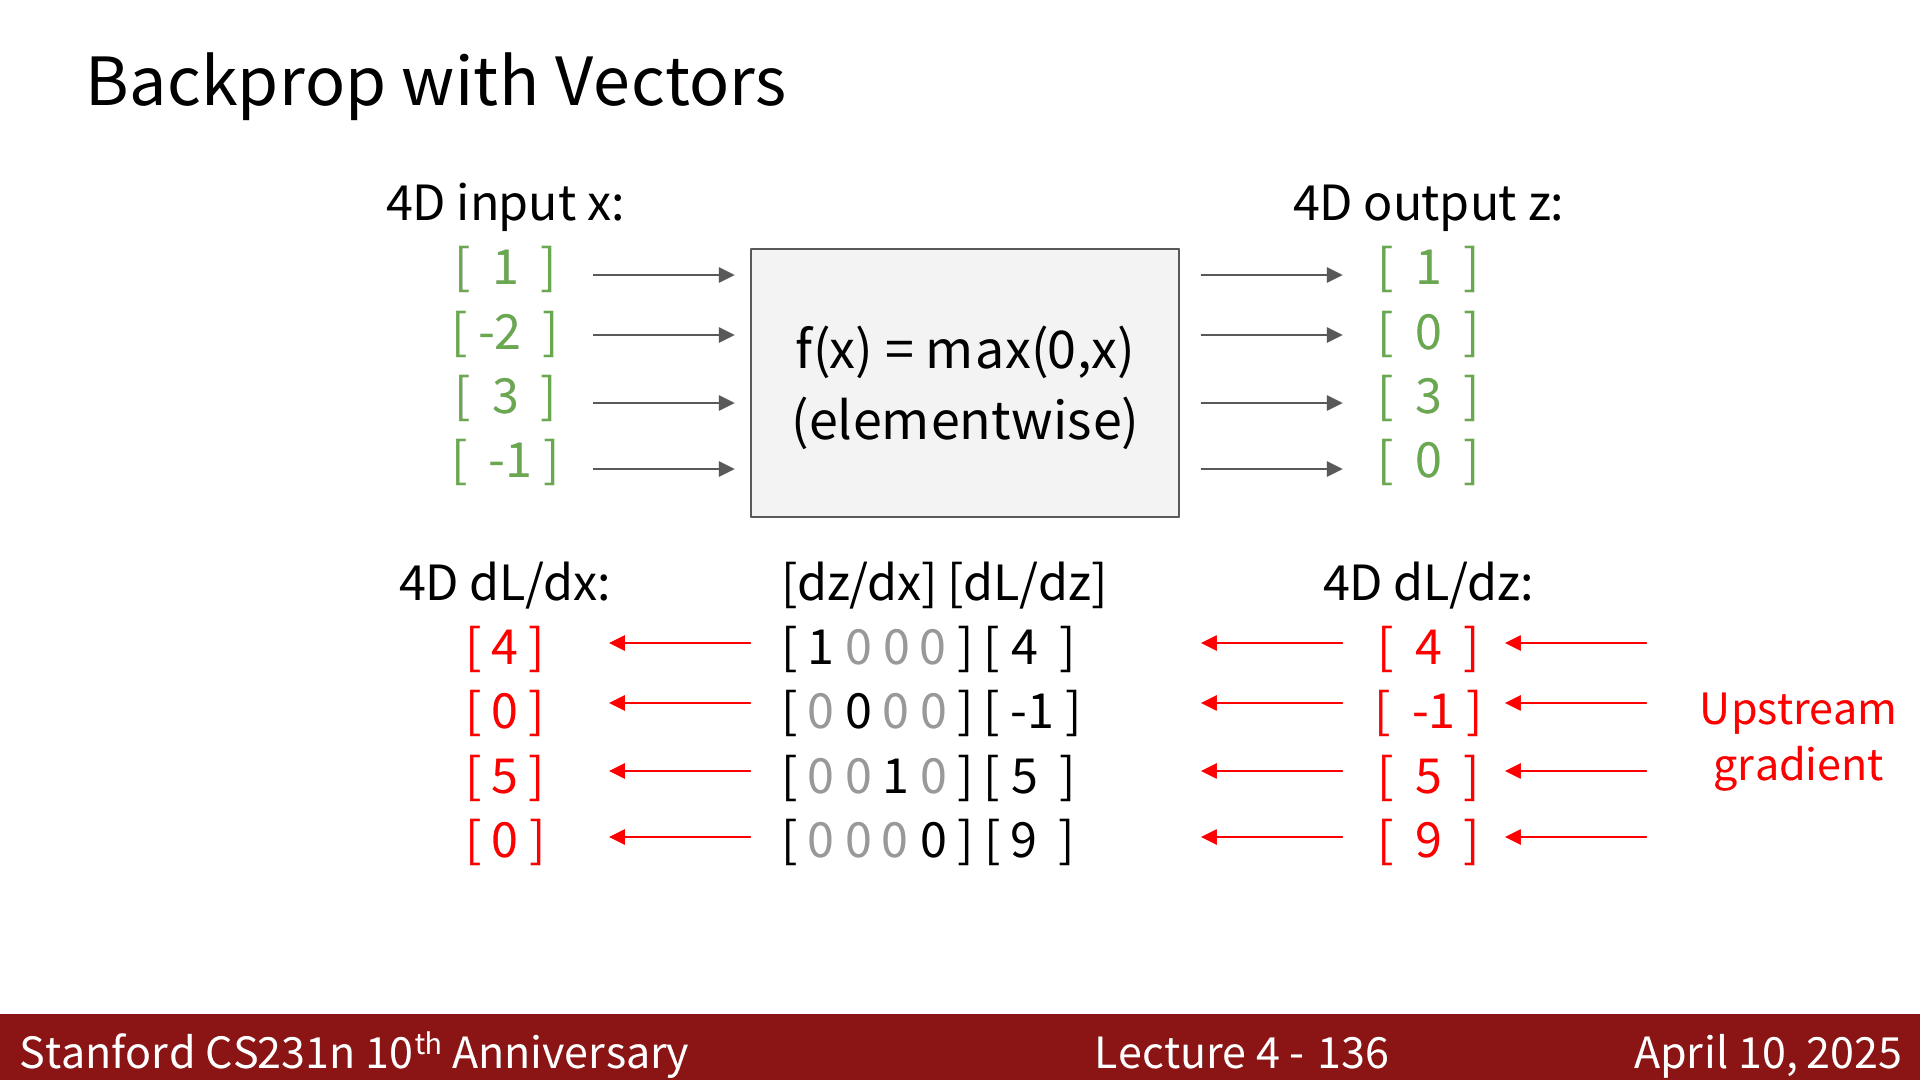 Backprop with Vectors
4D input x:
[ 1 ]
[ -2 ]
[ 3 ]
[ -1 ]
f(x) = max(0,x)
(elementwise)
4D output z:
[ 1 ]
[ 0 ]
[ 3 ]
[ 0 ]
4D dL/dx:
[ 4 ]
[ 0 ]
[ 5 ]
[ 0 ]
[dz/dx] [dL/dz]
[ 1 0 0 0 ] [ 4 ]
[ 0 0 0 0 ] [ -1 ]
[ 0 0 1 0 ] [ 5 ]
[ 0 0 0 0 ] [ 9 ]
4D dL/dz:
[ 4 ]
[ -1 ]
[ 5 ]
[ 9 ]
Upstream
gradient
Stanford CS231n 10th Anniversary
Lecture 4 - 136
April 10, 2025